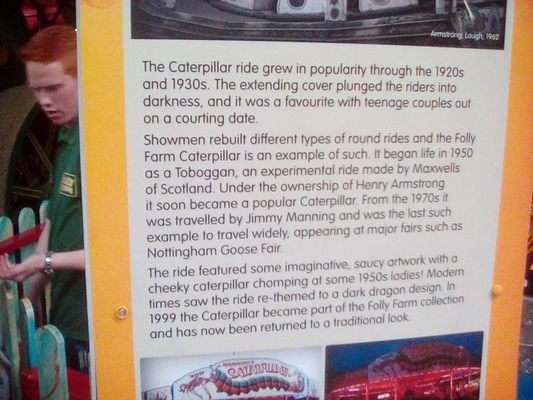 Armstrong, Lough, 1962
The Caterpillar ride grew in popularity through the 1920s
and 1930s. The extending cover plunged the riders into
darkness, and it was a favourite with teenage couples out
on a courting date.
Showmen rebuilt different types of round rides and the Folly
Farm Caterpillar is an example of such. It began life in 1950
as a Toboggan, an experimental ride made by Maxwells
of Scotland. Under the ownership of Henry Armstrong
it soon became a popular Caterpillar. From the 1970s it
was travelled by Jimmy Manning and was the last such
example to travel widely, appearing at major fairs such as
Nottingham Goose Fair.
The ride featured some imaginative, saucy artwork with a
cheeky caterpillar chomping at some 1950s ladies! Modern
times saw the ride re-themed to a dark dragon design. In
1999 the Caterpillar became part of the Folly Farm collection
and has now been returned to a traditional look.
MANNINGS
CATERPILLAR